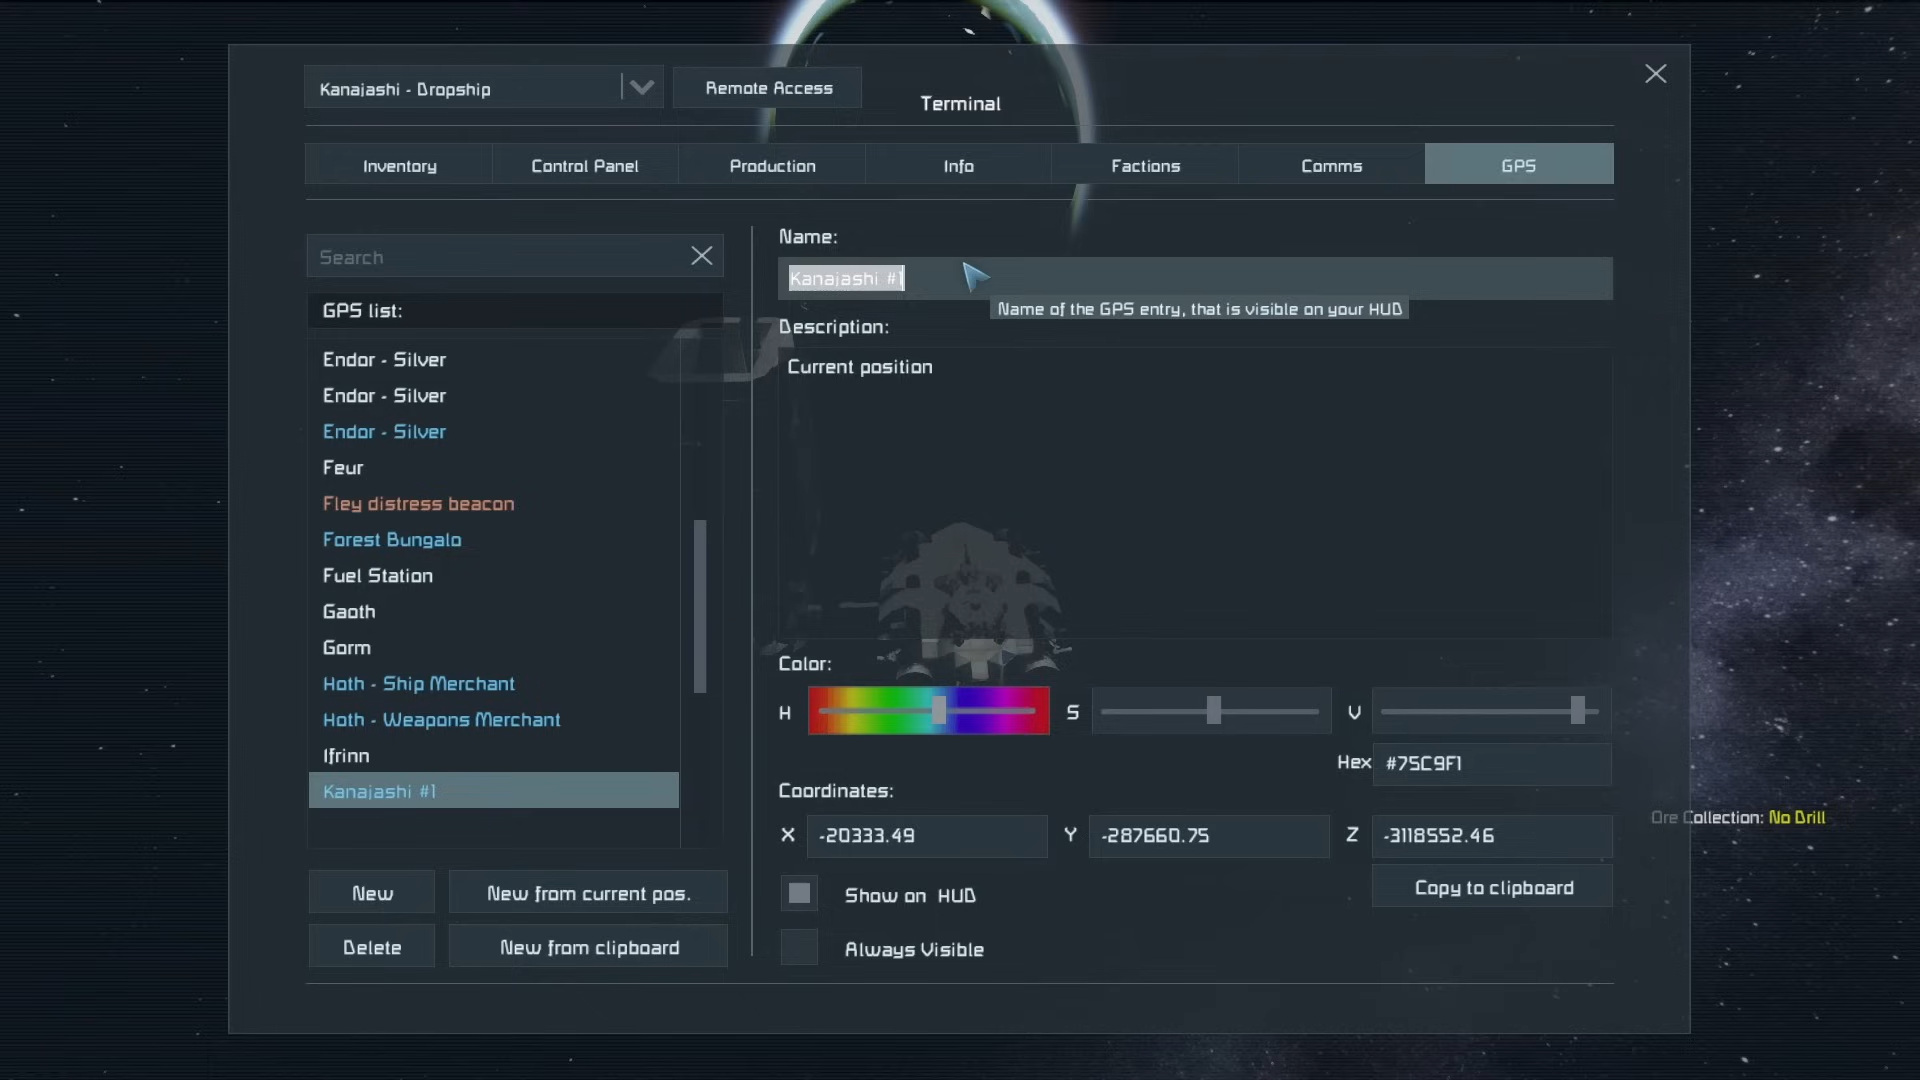 Kanajashi - Dropship
Remote Access
Terminal
Inventory
Control Panel
Production
Info
Factions
Comms
GPS
Search
GPS list:
Endor - Silver
Endor - Silver
Endor - Silver
Feur
Fley distress beacon
Forest Bungalo
Fuel Station
Gaoth
Gorm
Hoth - Ship Merchant
Hoth - Weapons Merchant
Ifrinn
Kanajashi #1
New
New from current pos.
Delete
New from clipboard
Name:
Kanajashi #1
Name of the GPS entry, that is visible on your HUD
Description:
Current position
Color:
H
S
V
Hex #75C9F1
Coordinates:
X -20333.49
Y -287660.75
Z -3118552.46
Show on HUD
Copy to clipboard
Always Visible
Ore Collection: No Drill